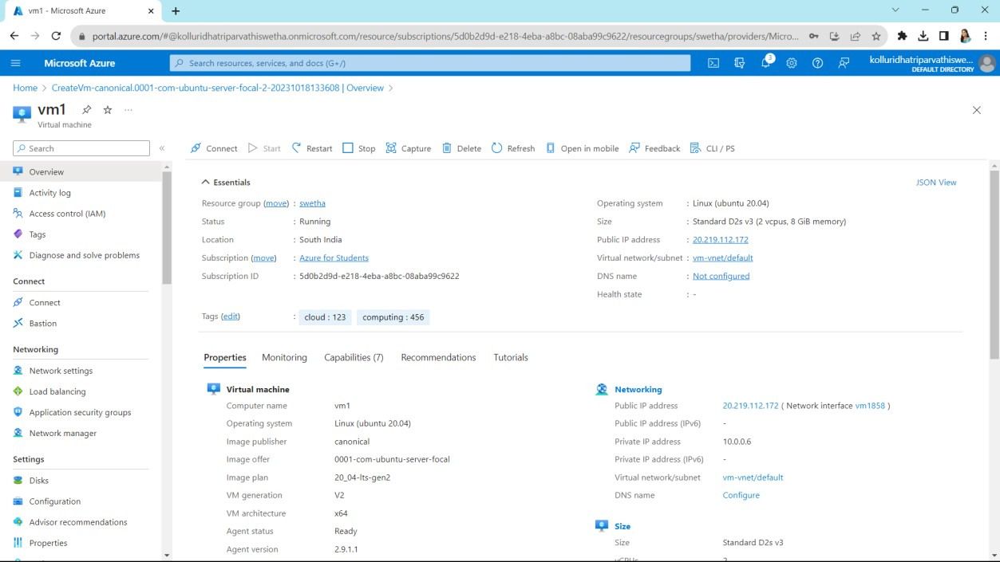 vm1 - Microsoft Azure
portal.azure.com/#@kolluridhatriparvathiswetha.onmicrosoft.com/resource/subscriptions/5d0b2d9d-e218-4eba-a8bc-08aba99c9622/resourcegroups/swetha/providers/Micro...
Microsoft Azure
Search resources, services, and docs (G+/)
3
kolluridhatriparvathiswe...
DEFAULT DIRECTORY
Home > CreateVm-canonical.0001-com-ubuntu-server-focal-2-20231018133608 | Overview >
vm1
Virtual machine
Search
Connect Start Restart Stop Capture Delete Refresh Open in mobile Feedback CLI / PS
Overview
Activity log
Access control (IAM)
Tags
Diagnose and solve problems
Connect
Connect
Bastion
Networking
Network settings
Load balancing
Application security groups
Network manager
Settings
Disks
Configuration
Advisor recommendations
Properties
Essentials
JSON View
Resource group (move) : swetha
Status : Running
Location : South India
Subscription (move) : Azure for Students
Subscription ID : 5d0b2d9d-e218-4eba-a8bc-08aba99c9622
Operating system : Linux (ubuntu 20.04)
Size : Standard D2s v3 (2 vcpus, 8 GiB memory)
Public IP address : 20.219.112.172
Virtual network/subnet : vm-vnet/default
DNS name : Not configured
Health state : -
Tags (edit) : cloud : 123 computing : 456
Properties Monitoring Capabilities (7) Recommendations Tutorials
Virtual machine
Computer name vm1
Operating system Linux (ubuntu 20.04)
Image publisher canonical
Image offer 0001-com-ubuntu-server-focal
Image plan 20_04-lts-gen2
VM generation V2
VM architecture x64
Agent status Ready
Agent version 2.9.1.1
Networking
Public IP address 20.219.112.172 ( Network interface vm1858 )
Public IP address (IPv6) -
Private IP address 10.0.0.6
Private IP address (IPv6) -
Virtual network/subnet vm-vnet/default
DNS name Configure
Size
Size Standard D2s v3
vCPUs 2